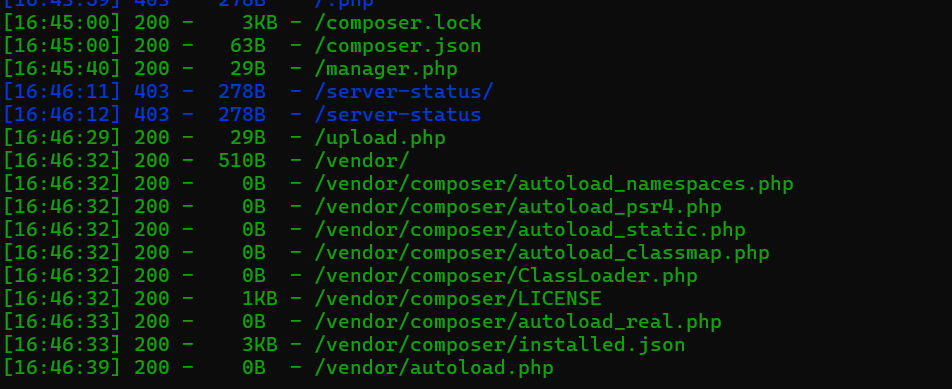 [16:45:00] 200 -    3KB - /composer.lock
[16:45:00] 200 -   63B  - /composer.json
[16:45:40] 200 -   29B  - /manager.php
[16:46:11] 403 -  278B  - /server-status/
[16:46:12] 403 -  278B  - /server-status
[16:46:29] 200 -   29B  - /upload.php
[16:46:32] 200 -  510B  - /vendor/
[16:46:32] 200 -    0B  - /vendor/composer/autoload_namespaces.php
[16:46:32] 200 -    0B  - /vendor/composer/autoload_psr4.php
[16:46:32] 200 -    0B  - /vendor/composer/autoload_static.php
[16:46:32] 200 -    0B  - /vendor/composer/autoload_classmap.php
[16:46:32] 200 -    0B  - /vendor/composer/ClassLoader.php
[16:46:32] 200 -    1KB - /vendor/composer/LICENSE
[16:46:33] 200 -    0B  - /vendor/composer/autoload_real.php
[16:46:33] 200 -    3KB - /vendor/composer/installed.json
[16:46:39] 200 -    0B  - /vendor/autoload.php